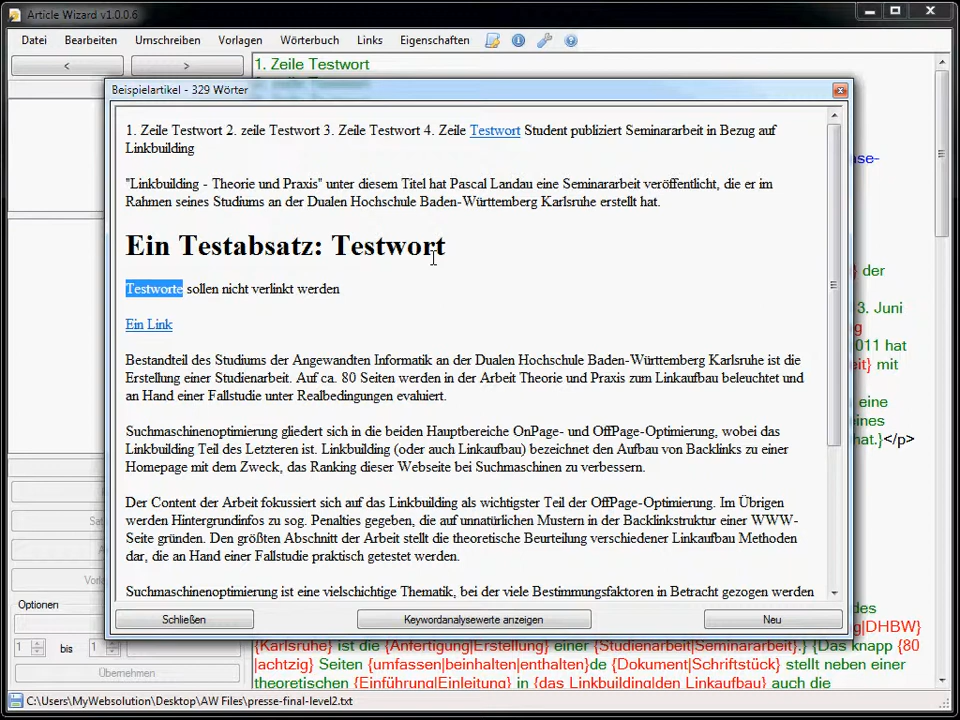 Article Wizard v1.0.0.6
Datei Bearbeiten Umschreiben Vorlagen Wörterbuch Links Eigenschaften
< >
1. Zeile Testwort
Beispielartikel - 329 Wörter
1. Zeile Testwort 2. zeile Testwort 3. Zeile Testwort 4. Zeile Testwort Student publiziert Seminararbeit in Bezug auf
Linkbuilding
"Linkbuilding - Theorie und Praxis" unter diesem Titel hat Pascal Landau eine Seminararbeit veröffentlicht, die er im
Rahmen seines Studiums an der Dualen Hochschule Baden-Württemberg Karlsruhe erstellt hat.
Ein Testabsatz: Testwort
Testworte sollen nicht verlinkt werden
Ein Link
Bestandteil des Studiums der Angewandten Informatik an der Dualen Hochschule Baden-Württemberg Karlsruhe ist die
Erstellung einer Studienarbeit. Auf ca. 80 Seiten werden in der Arbeit Theorie und Praxis zum Linkaufbau beleuchtet und
an Hand einer Fallstudie unter Realbedingungen evaluiert.
Suchmaschinenoptimierung gliedert sich in die beiden Hauptbereiche OnPage- und OffPage-Optimierung, wobei das
Linkbuilding Teil des Letzteren ist. Linkbuilding (oder auch Linkaufbau) bezeichnet den Aufbau von Backlinks zu einer
Homepage mit dem Zweck, das Ranking dieser Webseite bei Suchmaschinen zu verbessern.
Der Content der Arbeit fokussiert sich auf das Linkbuilding als wichtigster Teil der OffPage-Optimierung. Im Übrigen
werden Hintergrundinfos zu sog. Penalties gegeben, die auf unnatürlichen Mustern in der Backlinkstruktur einer WWW-
Seite gründen. Den größten Abschnitt der Arbeit stellt die theoretische Beurteilung verschiedener Linkaufbau Methoden
dar, die an Hand einer Fallstudie praktisch getestet werden.
Suchmaschinenoptimierung ist eine vielschichtige Thematik, bei der viele Bestimmungsfaktoren in Betracht gezogen werden
Schließen Keywordanalysewerte anzeigen Neu
nse-
} der
3. Juni
011 hat
} mit
eine
eines
hat.}</p>
Optionen
1 bis 1
Übernehmen
des
g|DHBW}
{Karlsruhe} ist die {Anfertigung|Erstellung} einer {Studienarbeit|Seminararbeit}.} {Das knapp {80
|achtzig} Seiten {umfassen|beinhalten|enthalten}de {Dokument|Schriftstück} stellt neben einer
theoretischen {Einführung|Einleitung} in {das Linkbuilding|den Linkaufbau} auch die
C:\Users\MyWebsolution\Desktop\AW Files\presse-final-level2.txt